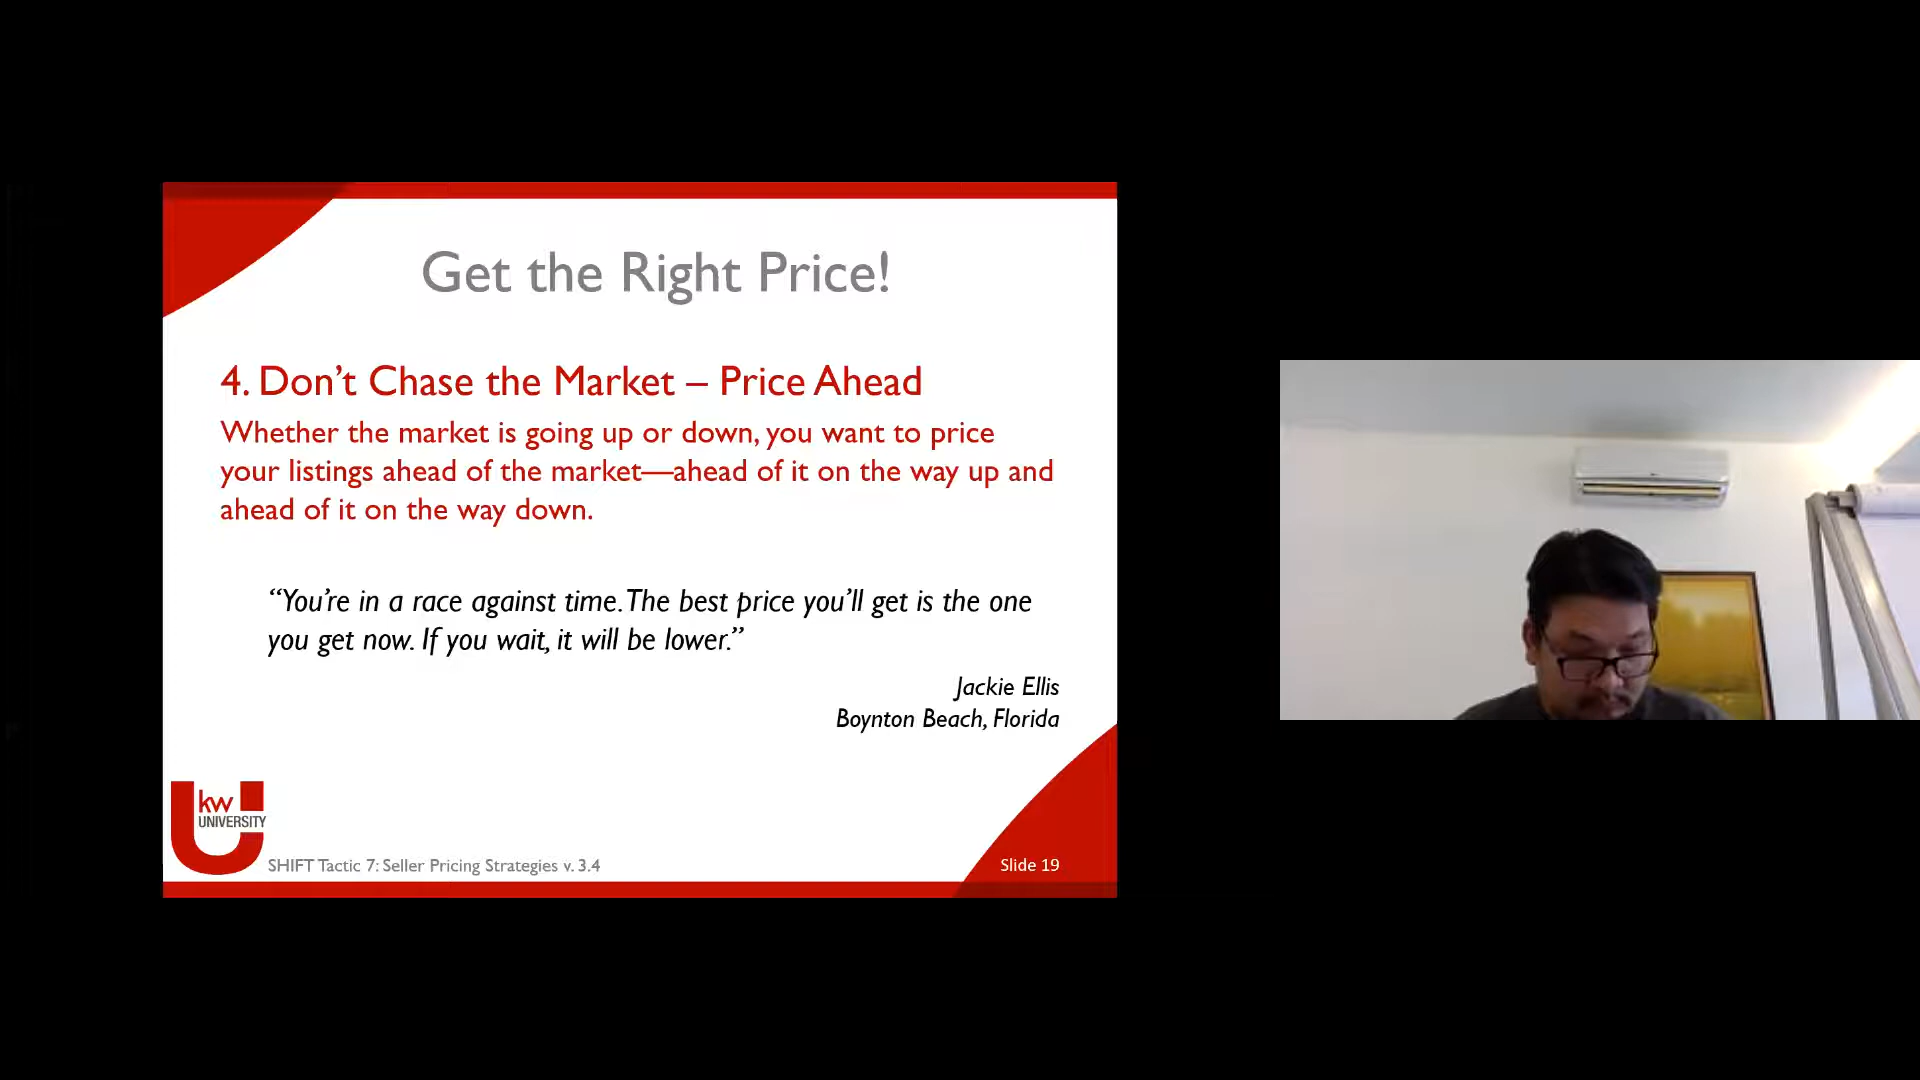 Get the Right Price!
4. Don’t Chase the Market – Price Ahead
Whether the market is going up or down, you want to price
your listings ahead of the market—ahead of it on the way up and
ahead of it on the way down.
“You’re in a race against time. The best price you’ll get is the one
you get now. If you wait, it will be lower.”
Jackie Ellis
Boynton Beach, Florida
kw
UNIVERSITY
SHIFT Tactic 7: Seller Pricing Strategies v. 3.4
Slide 19